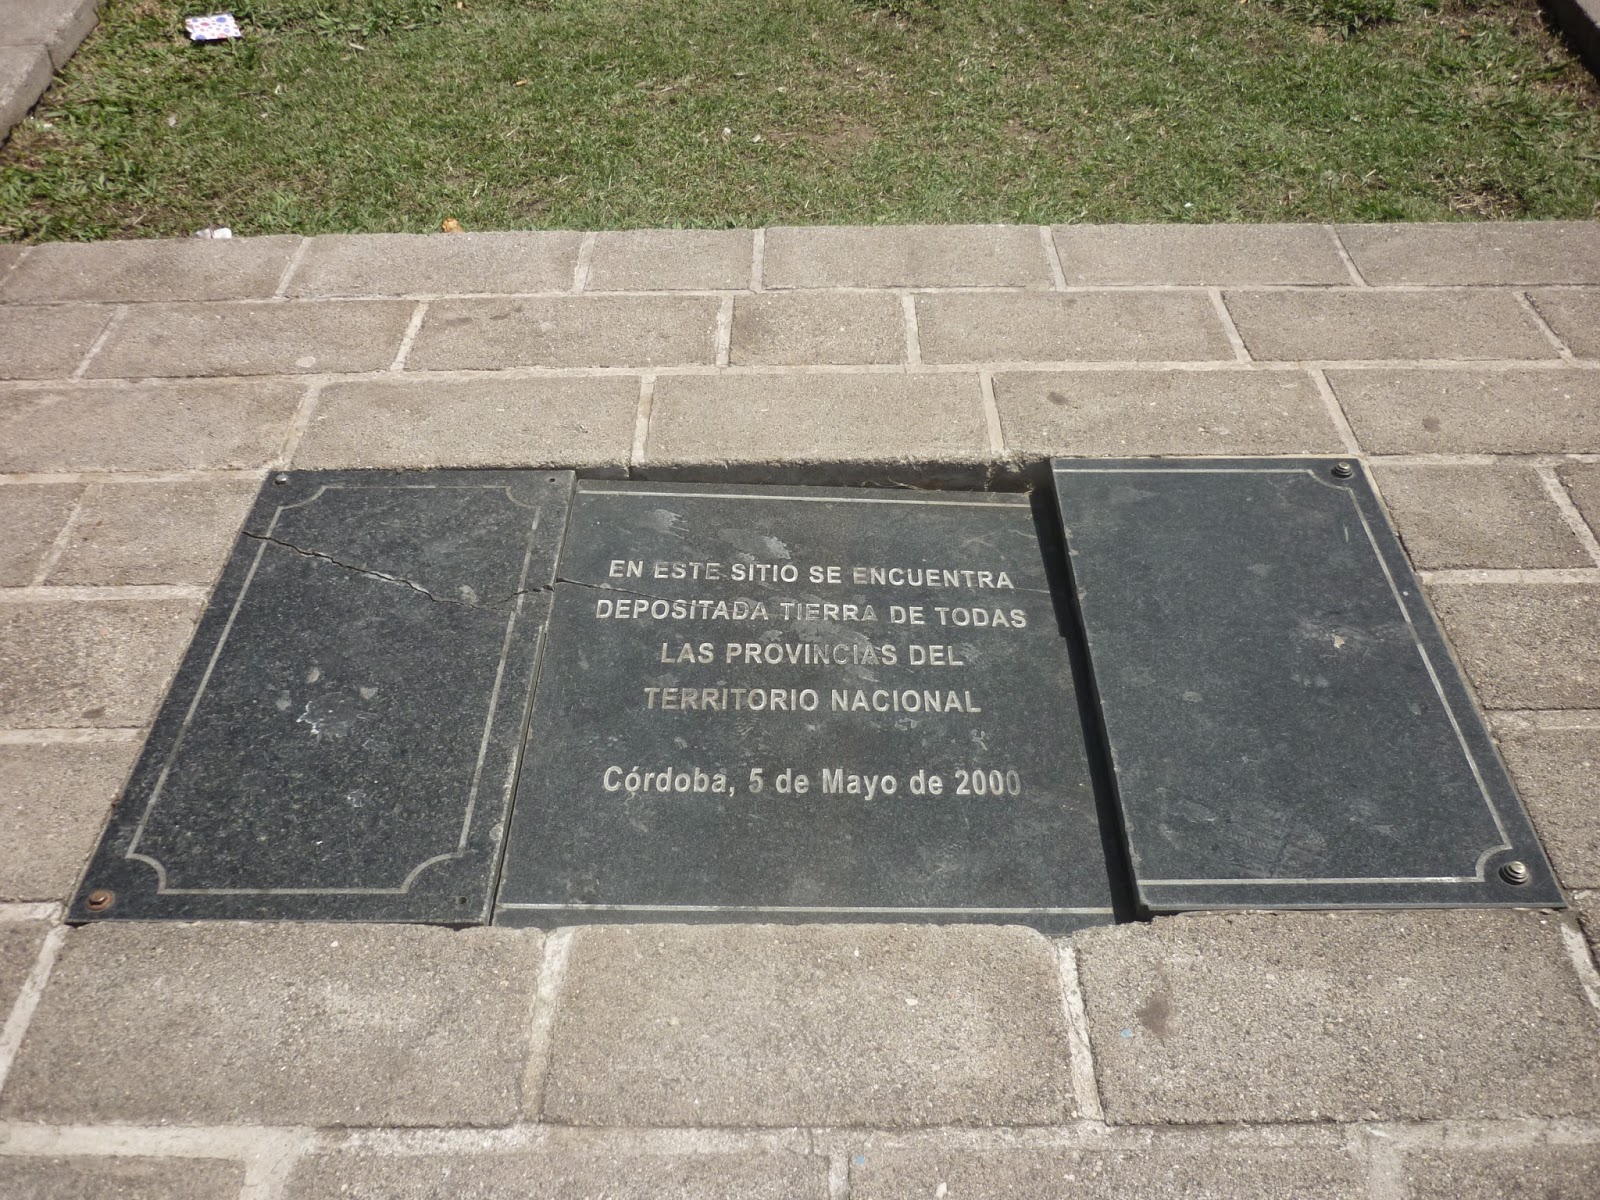 EN ESTE SITIO SE ENCUENTRA
DEPOSITADA TIERRA DE TODAS
LAS PROVINCIAS DEL
TERRITORIO NACIONAL
Córdoba, 5 de Mayo de 2000